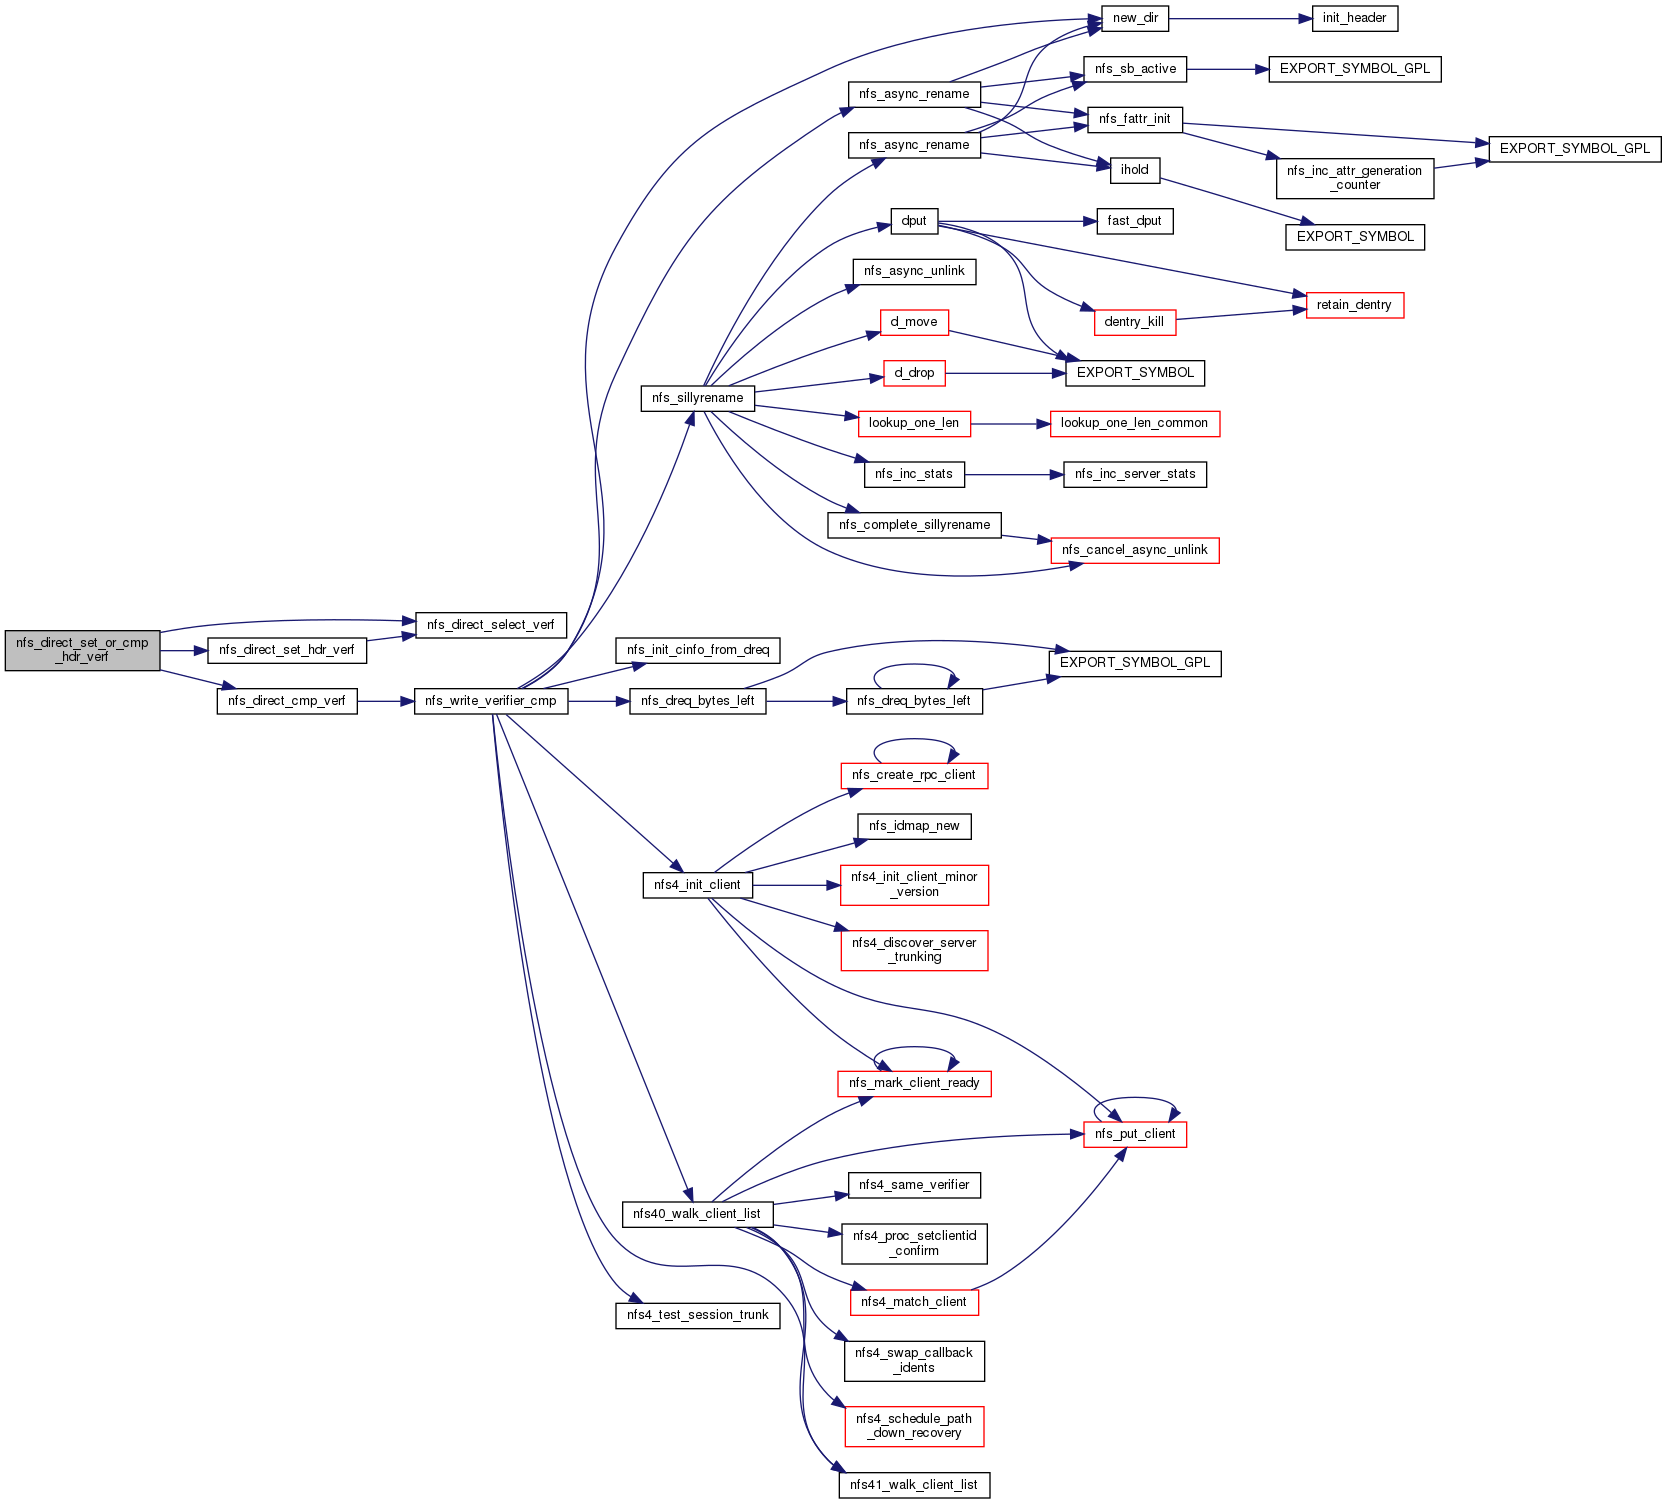 new_dir
init_header
nfs_sb_active
EXPORT_SYMBOL_GPL
nfs_async_rename
nfs_fattr_init
nfs_async_rename
EXPORT_SYMBOL_GPL
ihold
nfs_inc_attr_generation
_counter
dput
fast_dput
EXPORT_SYMBOL
nfs_async_unlink
retain_dentry
d_move
dentry_kill
d_drop
EXPORT_SYMBOL
nfs_sillyrename
lookup_one_len
lookup_one_len_common
nfs_inc_stats
nfs_inc_server_stats
nfs_complete_sillyrename
nfs_cancel_async_unlink
nfs_direct_set_or_cmp
_hdr_verf
nfs_direct_select_verf
nfs_direct_set_hdr_verf
nfs_init_cinfo_from_dreq
EXPORT_SYMBOL_GPL
nfs_direct_cmp_verf
nfs_write_verifier_cmp
nfs_dreq_bytes_left
nfs_dreq_bytes_left
nfs_create_rpc_client
nfs_idmap_new
nfs4_init_client
nfs4_init_client_minor
_version
nfs4_discover_server
_trunking
nfs_mark_client_ready
nfs_put_client
nfs4_same_verifier
nfs40_walk_client_list
nfs4_proc_setclientid
_confirm
nfs4_match_client
nfs4_test_session_trunk
nfs4_swap_callback
_idents
nfs4_schedule_path
_down_recovery
nfs41_walk_client_list